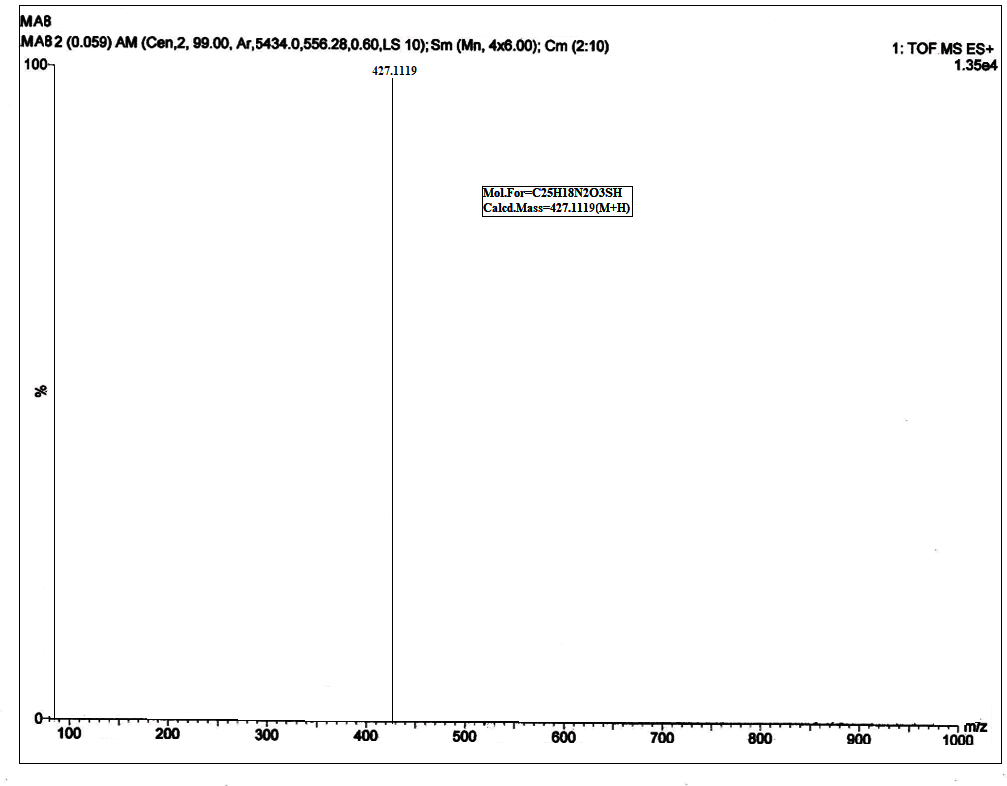 MA8
MA8 2 (0.059) AM (Cen,2, 99.00, Ar,5434.0,556.28,0.60,LS 10); Sm (Mn, 4x6.00); Cm (2:10)
1: TOF MS ES+
1.35e4
100
427.1119
Mol.For=C25H18N2O3SH
Calcd.Mass=427.1119(M+H)
%
0
100 200 300 400 500 600 700 800 900 1000 m/z